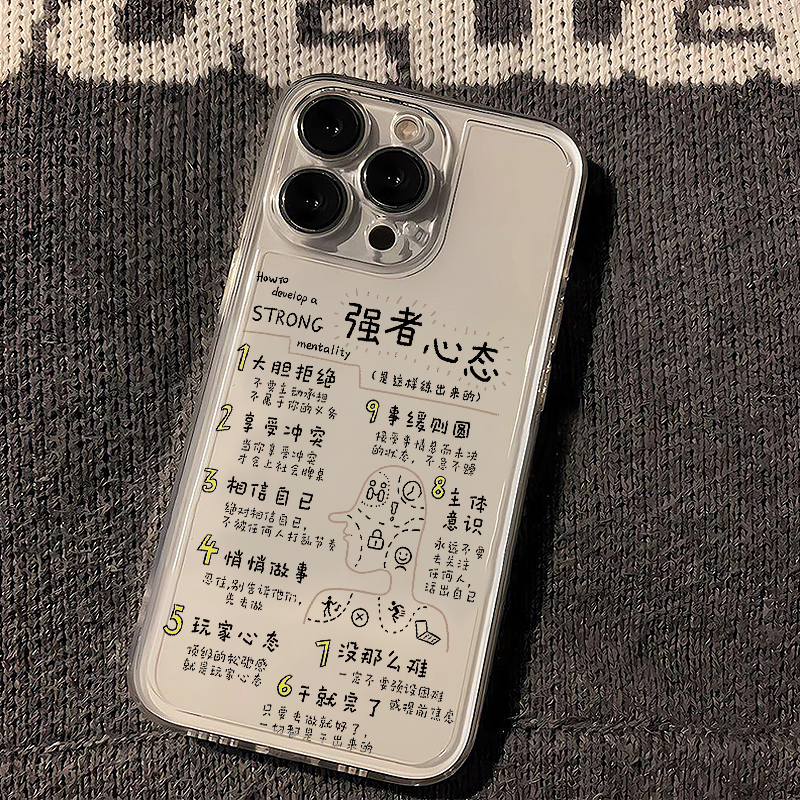 How to
develop a
STRONG
mentality
强者心态
(是这样练出来的)
1 大胆拒绝
不要主动承担
不属于你的义务
2 享受冲突
当你享受冲突
才会上社会牌桌
3 相信自己
绝对相信自己,
不被任何人打乱节奏
4 悄悄做事
忍住,别告诉他们,
先去做
5 玩家心态
顶级的松弛感
就是玩家心态
6 干就完了
只要去做就好了,
一切都是干出来的
7 没那么难
一定不要预设困难
或提前焦虑
8 主体
意识
永远不要
去关注
任何人,
活出自己
9 事缓则圆
接受事情悬而未决
的状态,不急不躁